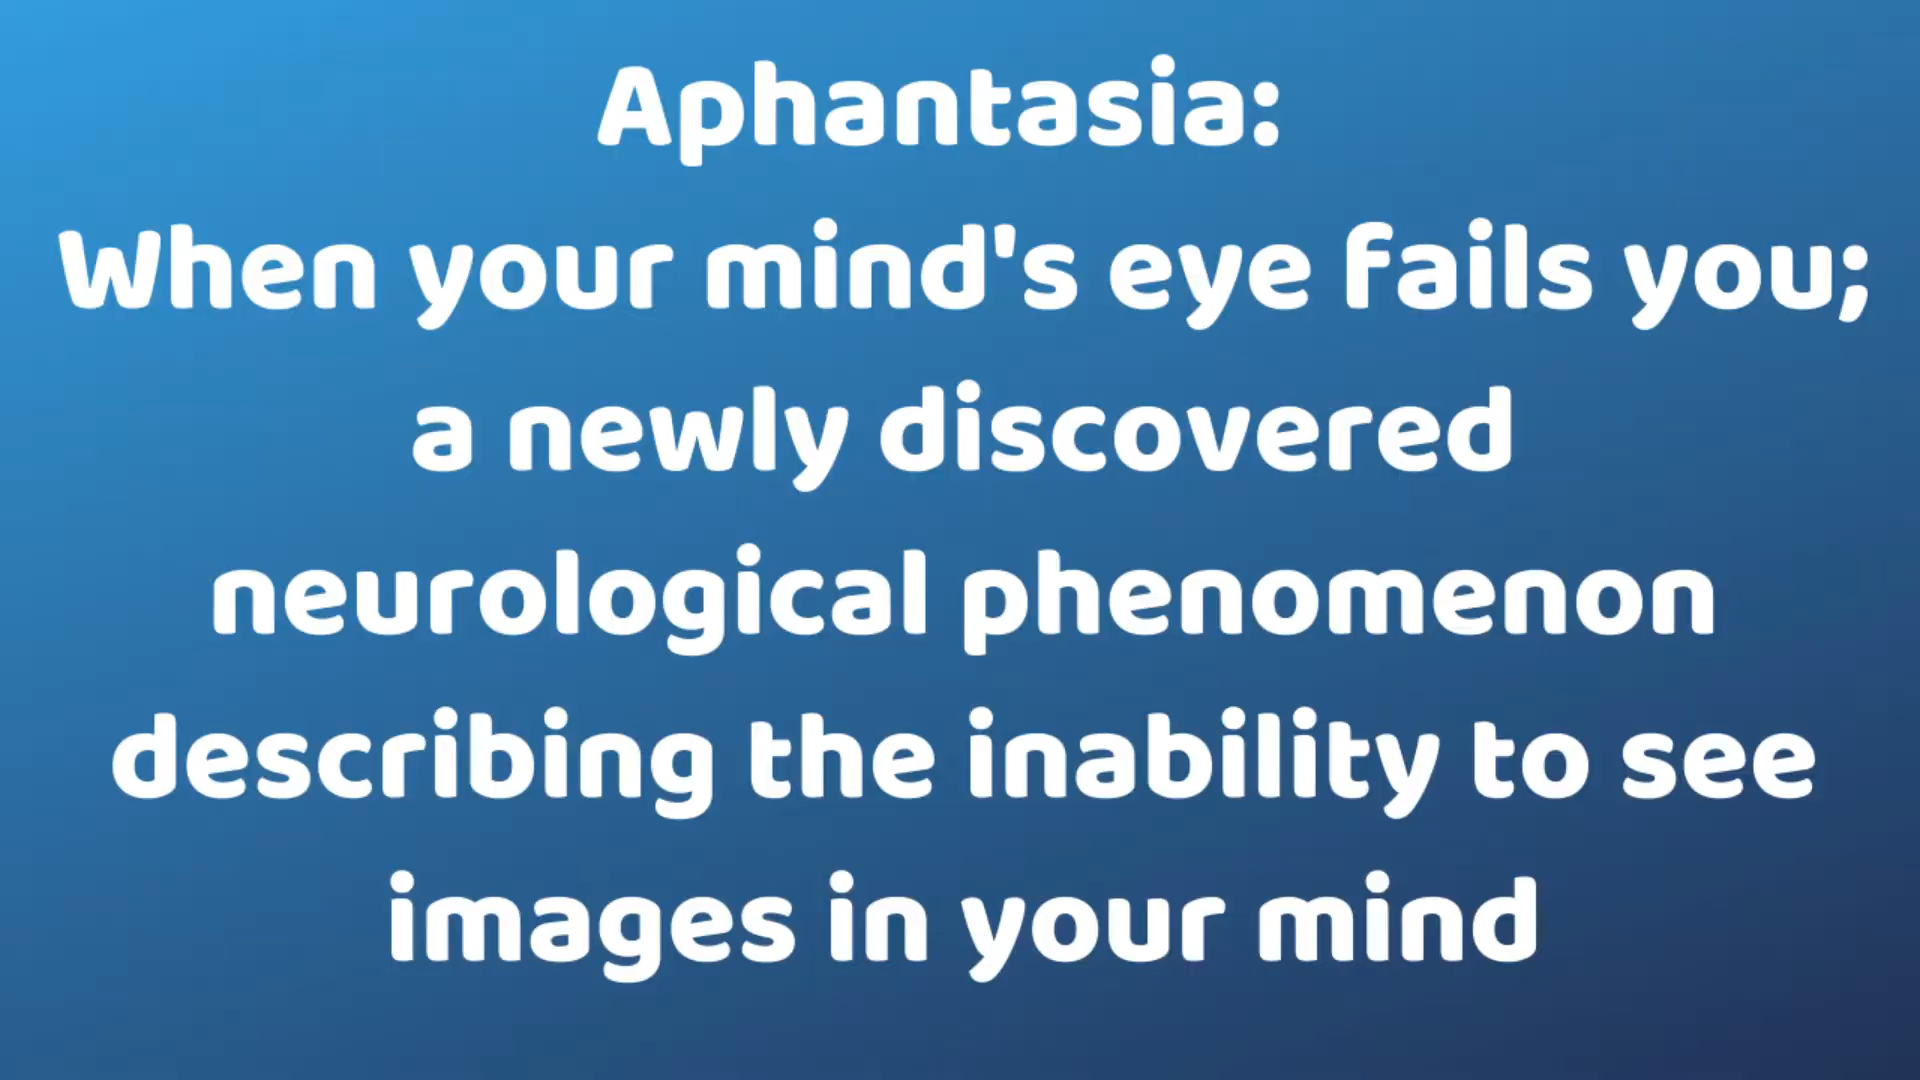 Aphantasia:
When your mind's eye fails you;
a newly discovered
neurological phenomenon
describing the inability to see
images in your mind